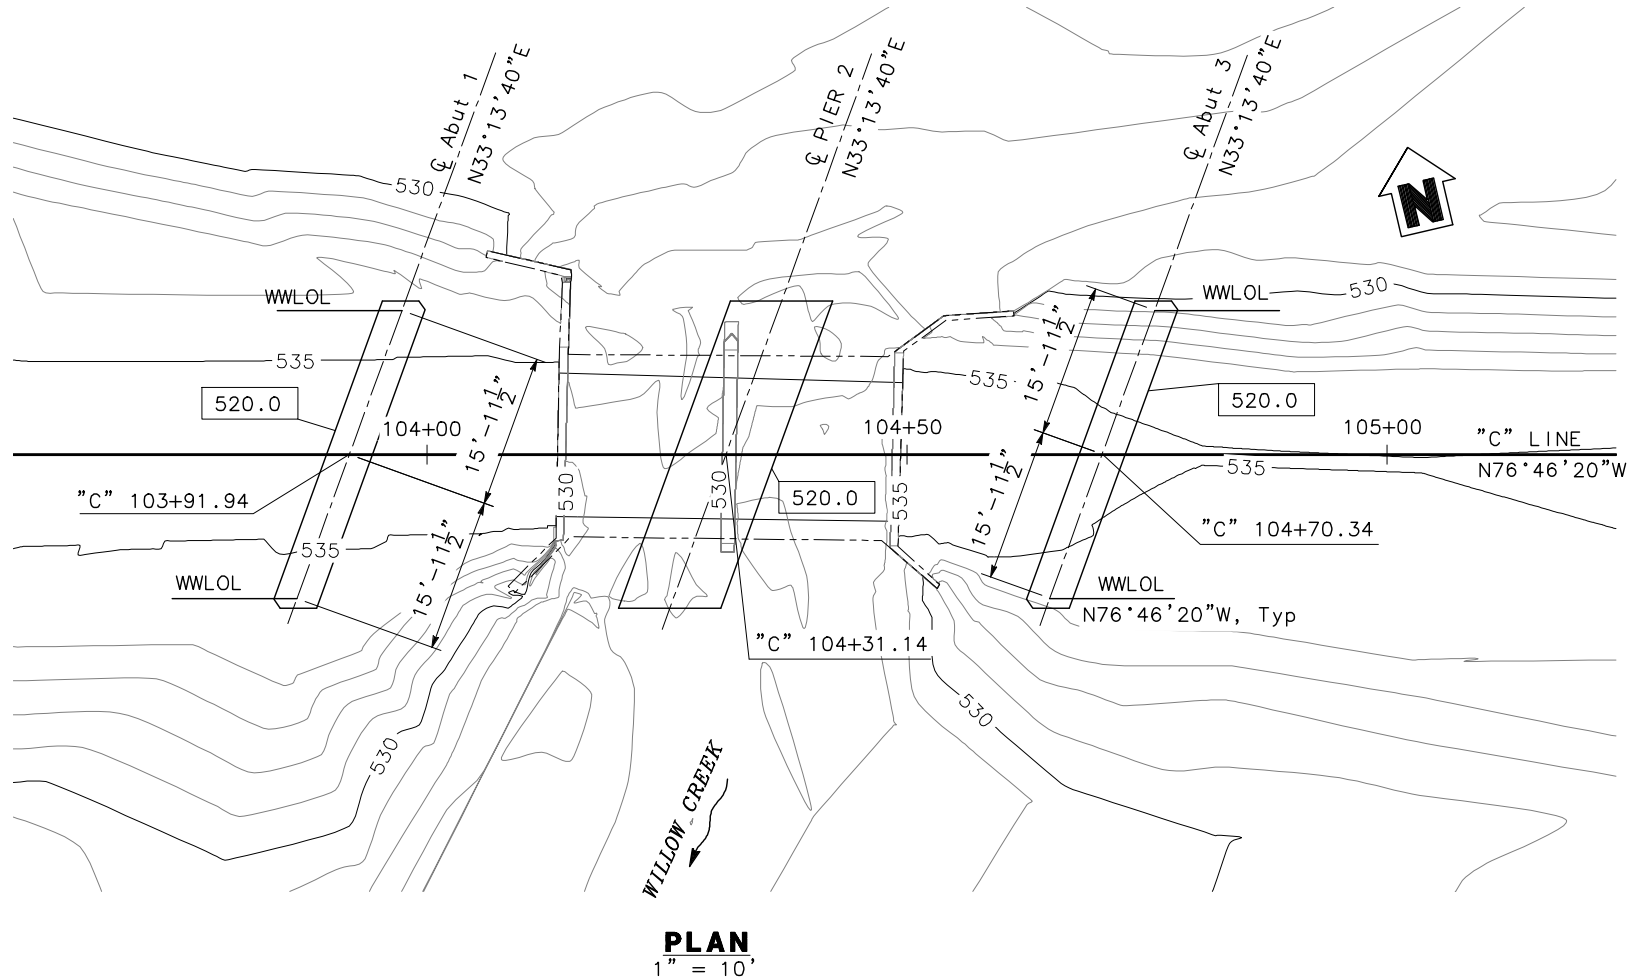 ℄ Abut 1
N33°13'40"E
℄ PIER 2
N33°13'40"E
℄ Abut 3
N33°13'40"E
N
530
WWLOL
WWLOL
530
15'-11½"
15'-11½"
535
535
520.0
520.0
104+00
104+50
105+00
"C" LINE
N76°46'20"W
15'-11½"
15'-11½"
535
"C" 103+91.94
530
530
520.0
535
"C" 104+70.34
535
WWLOL
WWLOL
N76°46'20"W, Typ
"C" 104+31.14
530
530
WILLOW CREEK
PLAN
1" = 10'